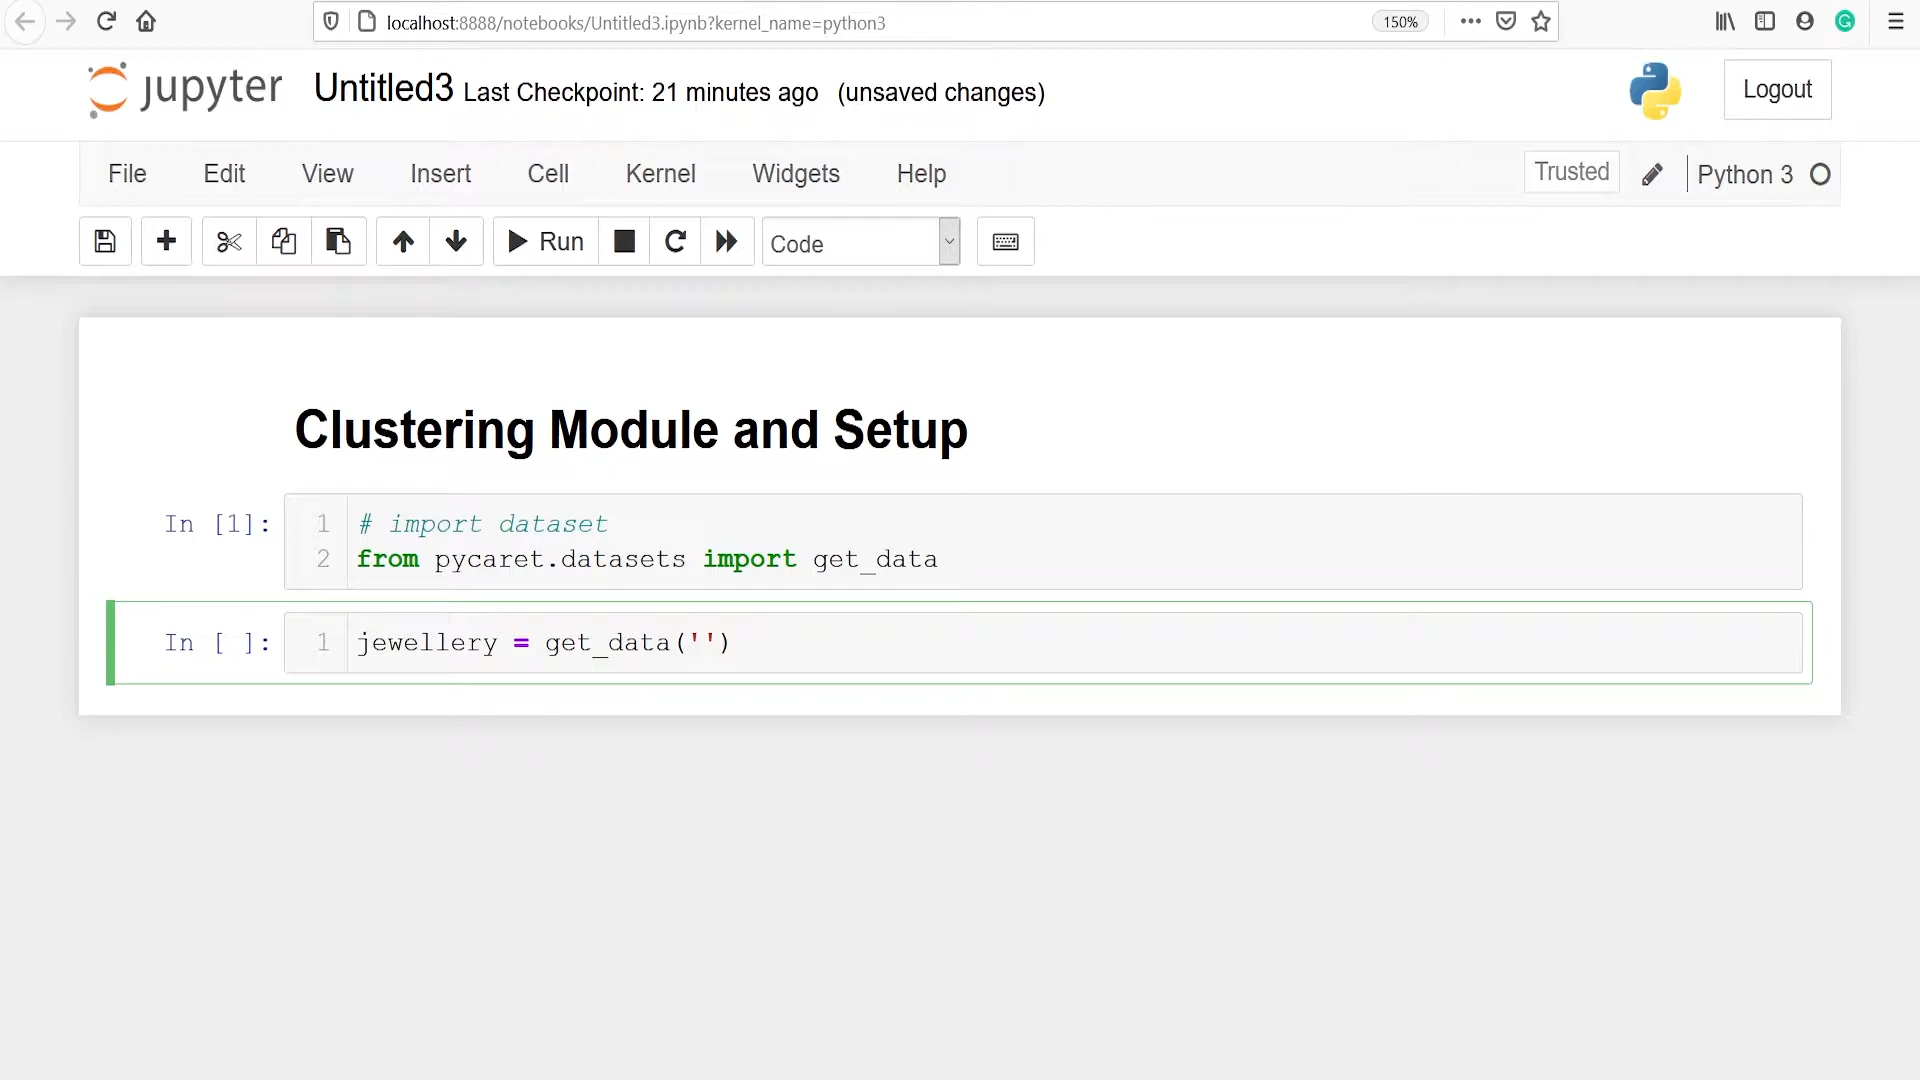 localhost:8888/notebooks/Untitled3.ipynb?kernel_name=python3 150%
jupyter Untitled3 Last Checkpoint: 21 minutes ago (unsaved changes) Logout
File Edit View Insert Cell Kernel Widgets Help Trusted Python 3
Run Code
Clustering Module and Setup
In [1]: 1 # import dataset
2 from pycaret.datasets import get_data
In [ ]: 1 jewellery = get_data('')